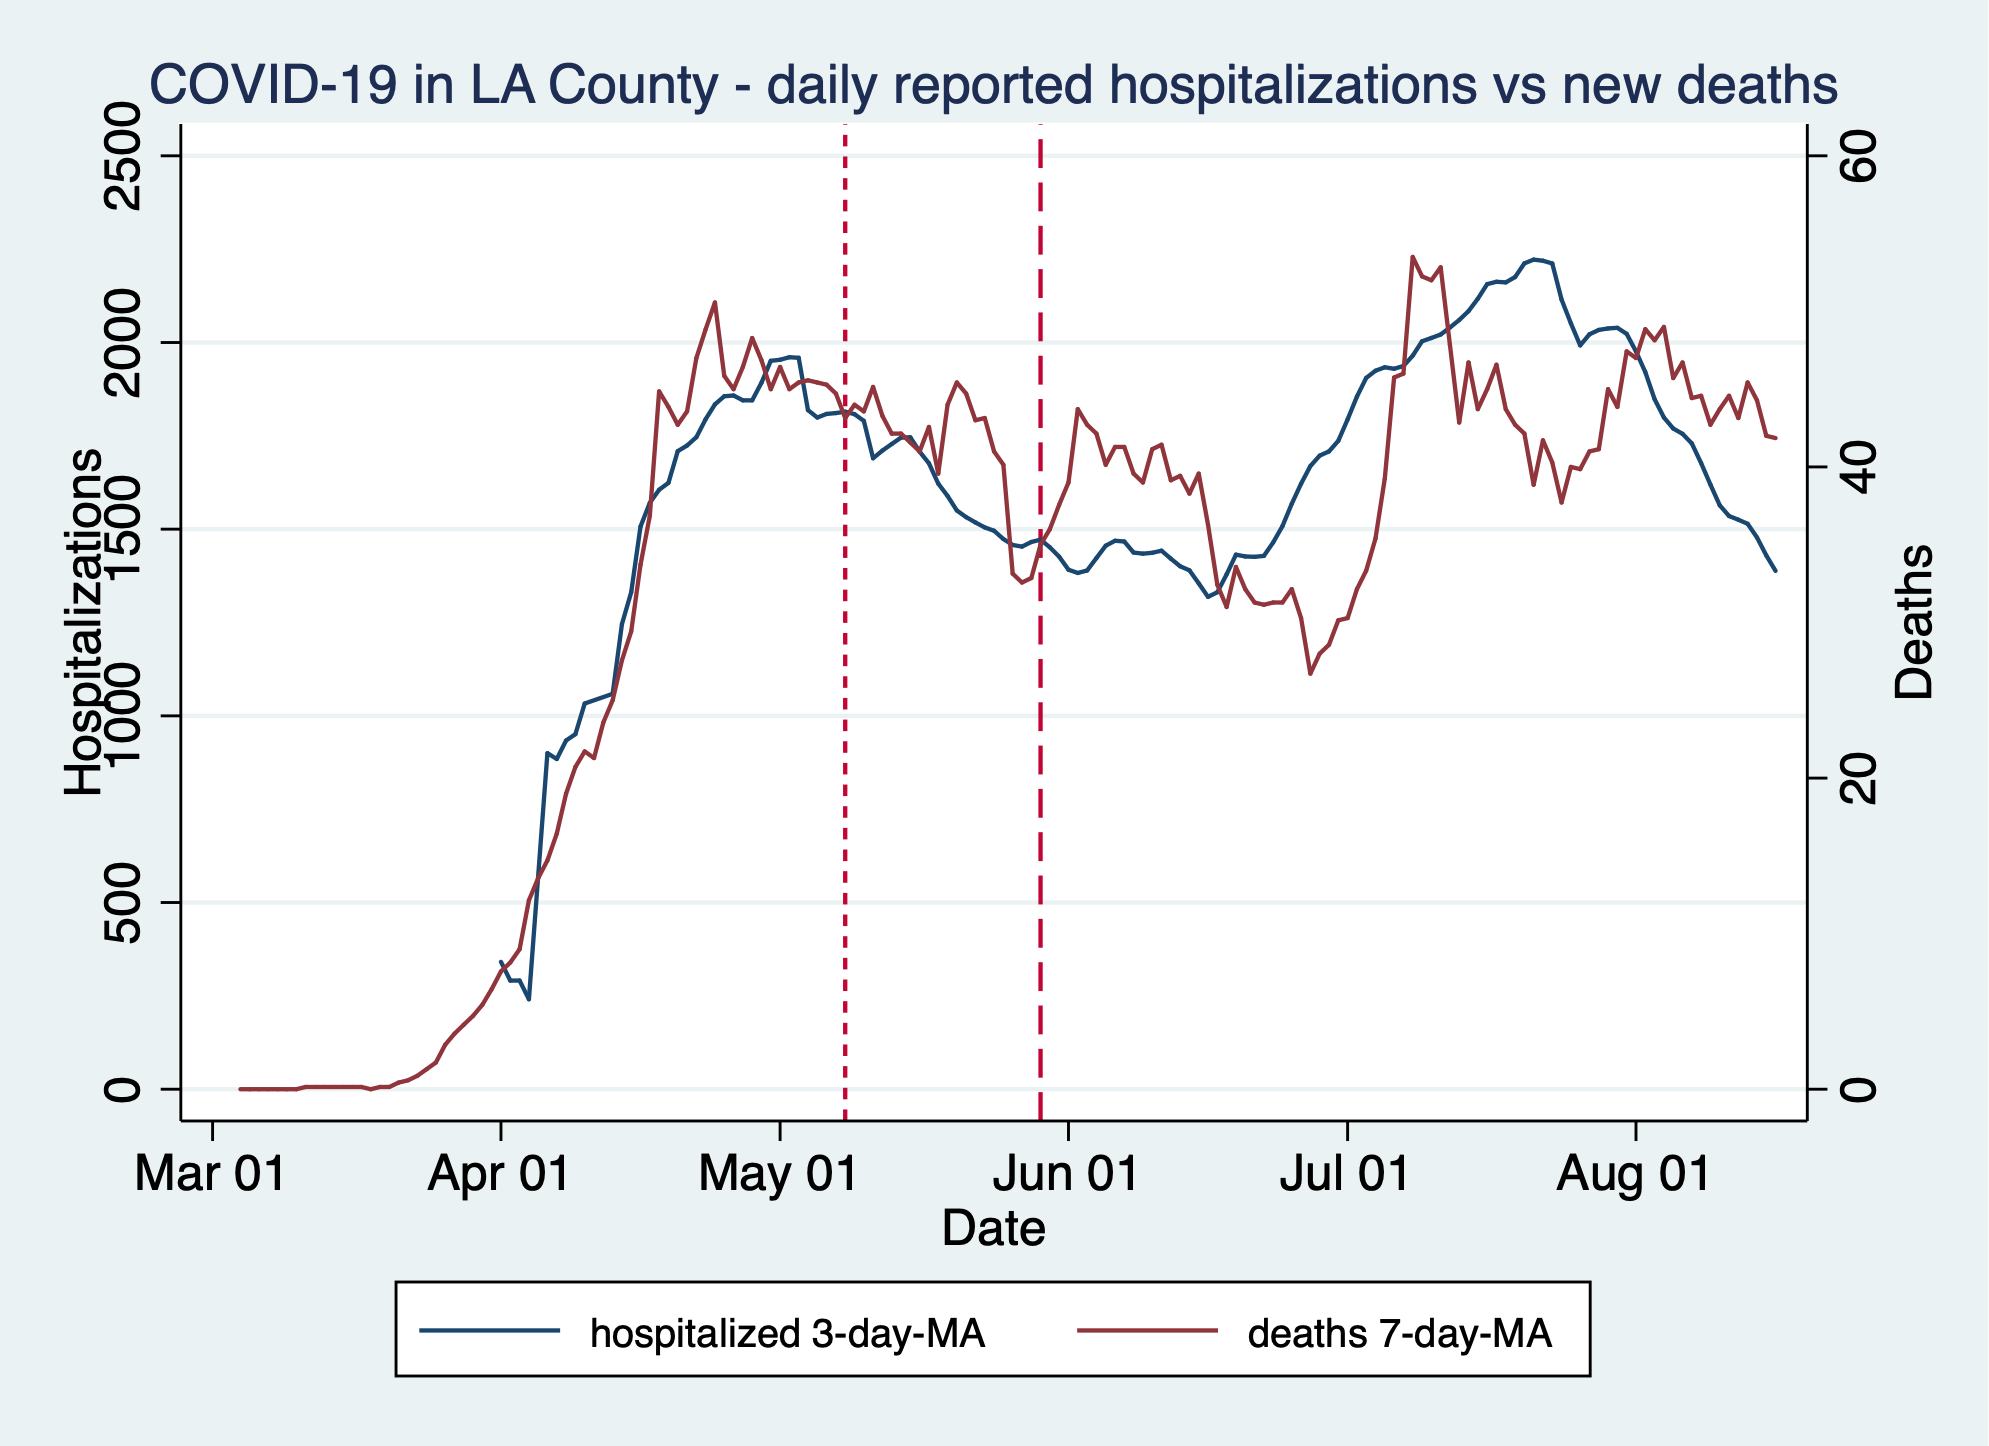 COVID-19 in LA County - daily reported hospitalizations vs new deaths
Hospitalizations
2500
2000
1500
1000
500
0
60
40
20
0
Deaths
Mar 01 Apr 01 May 01 Jun 01 Jul 01 Aug 01
Date
hospitalized 3-day-MA deaths 7-day-MA